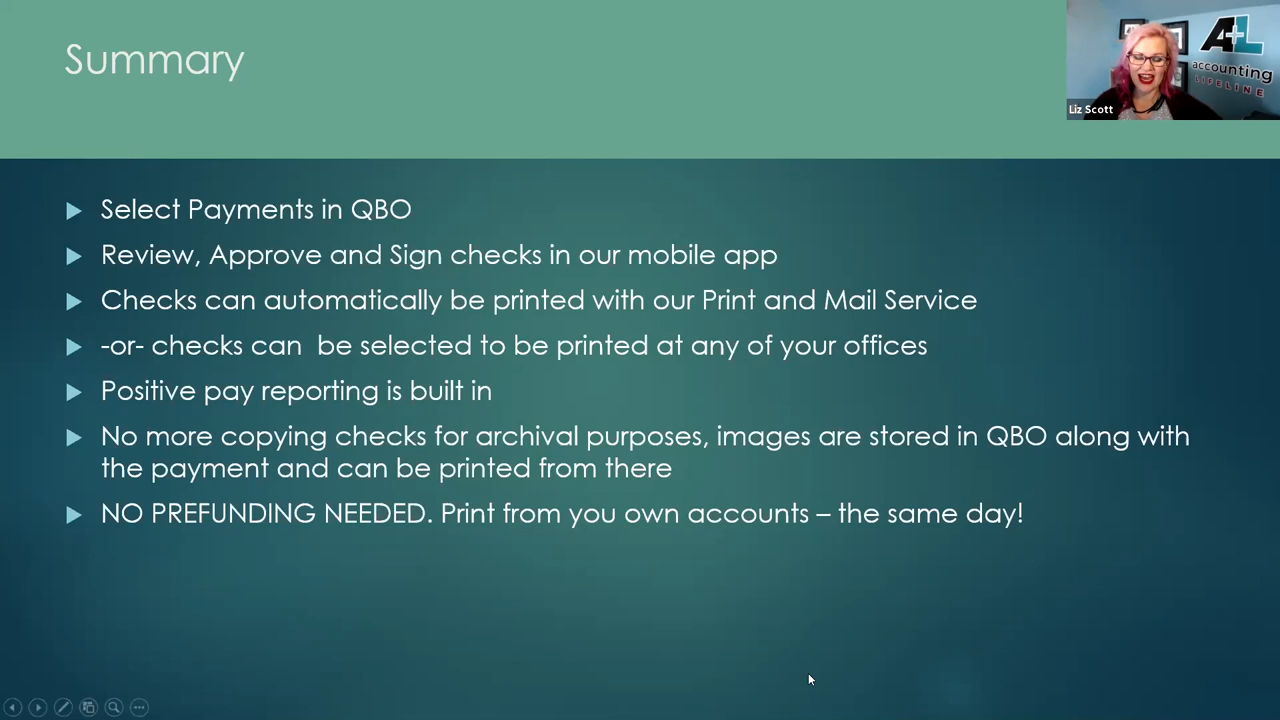 Summary
A+L
accounting
LIFELINE
Liz Scott
Select Payments in QBO
Review, Approve and Sign checks in our mobile app
Checks can automatically be printed with our Print and Mail Service
-or- checks can  be selected to be printed at any of your offices
Positive pay reporting is built in
No more copying checks for archival purposes, images are stored in QBO along with
the payment and can be printed from there
NO PREFUNDING NEEDED. Print from you own accounts – the same day!